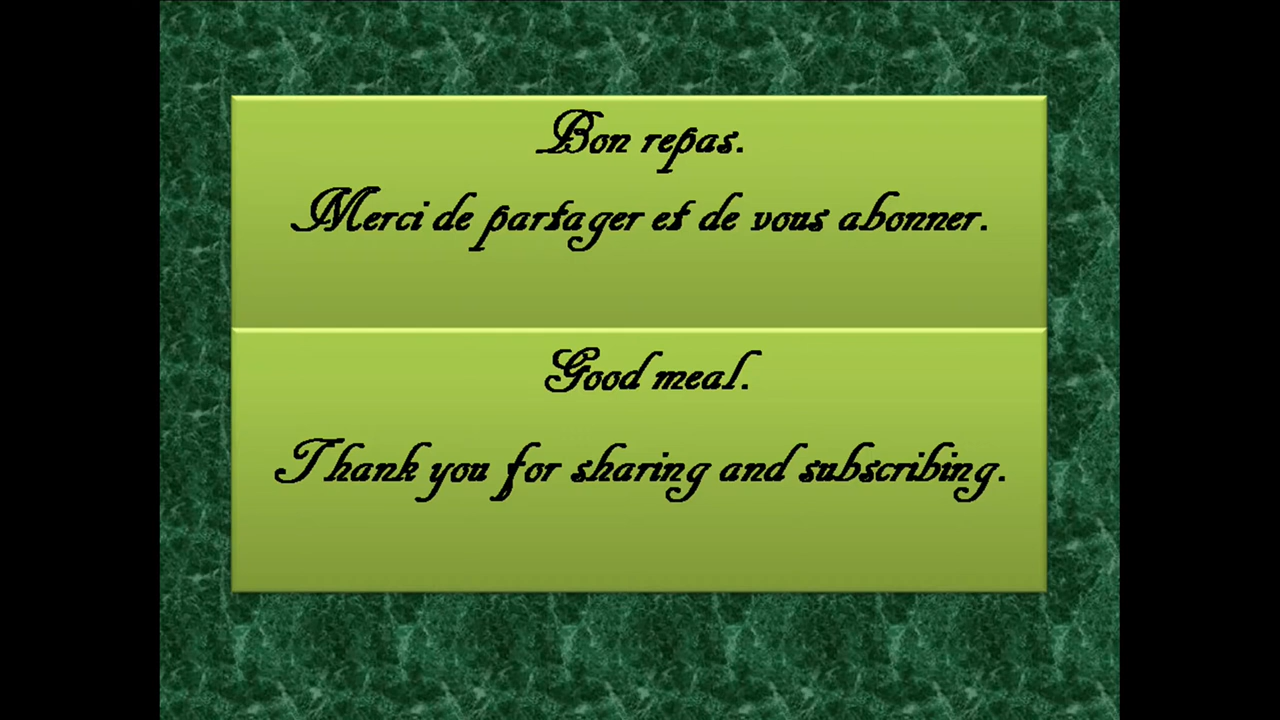 Bon repas.
Merci de partager et de vous abonner.
Good meal.
Thank you for sharing and subscribing.